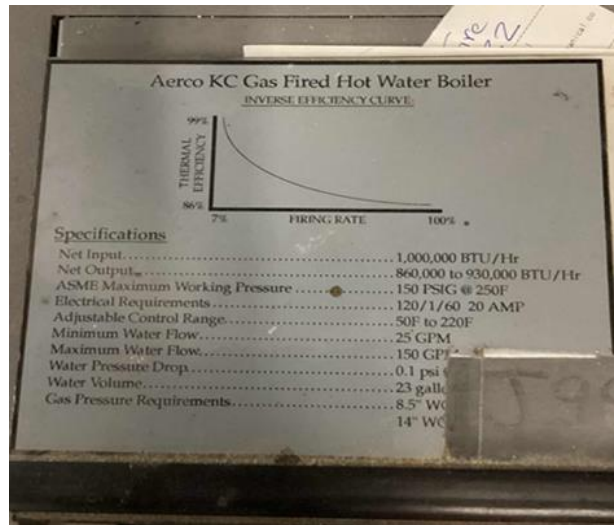 Aerco KC Gas Fired Hot Water Boiler
INVERSE EFFICIENCY CURVE
99%
THERMAL
EFFICIENCY
86%
7% FIRING RATE 100%
Specifications
Net Input 1,000,000 BTU/Hr
Net Output 860,000 to 930,000 BTU/Hr
ASME Maximum Working Pressure 150 PSIG @ 250F
Electrical Requirements 120/1/60 20 AMP
Adjustable Control Range 50F to 220F
Minimum Water Flow 25 GPM
Maximum Water Flow 150 GP
Water Pressure Drop 0.1 psi
Water Volume 23 gall
Gas Pressure Requirements 8.5" W
14" W